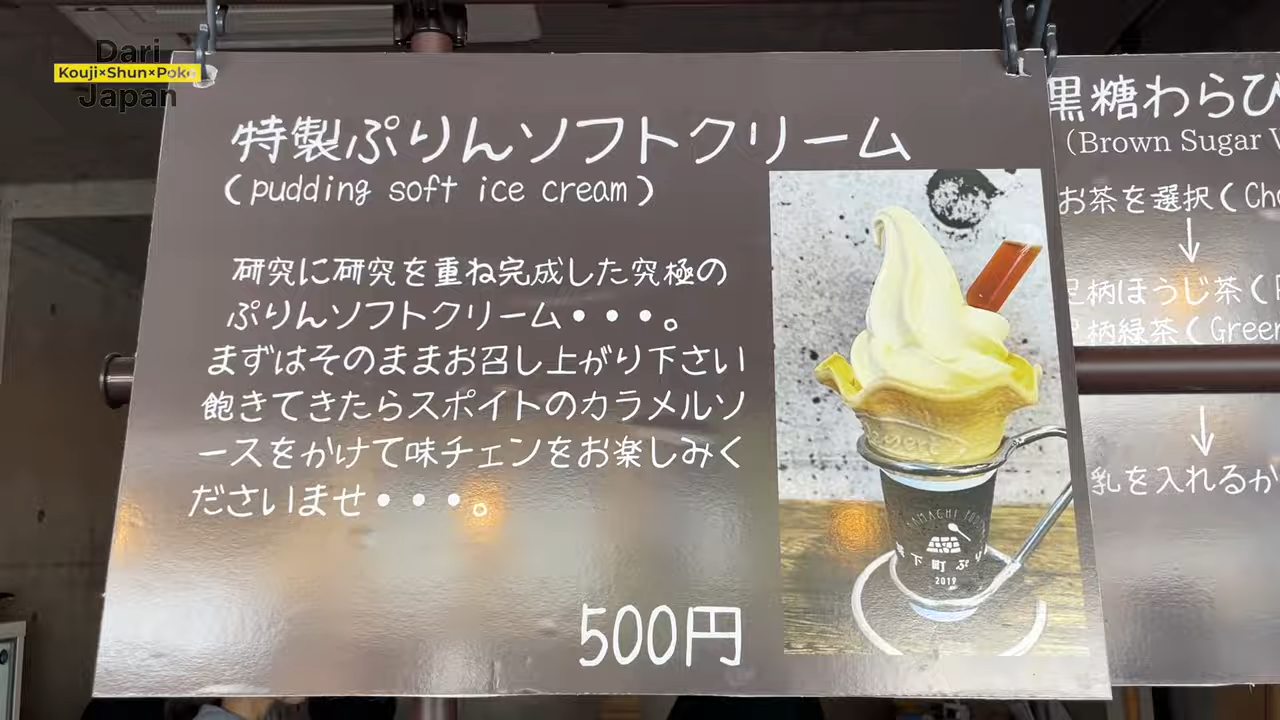 Dari
Kouji×Shun×Poke
Japan
特製ぷりんソフトクリーム
(pudding soft ice cream)
研究に研究を重ね完成した究極の
ぷりんソフトクリーム・・・。
まずはそのままお召し上がり下さい
飽きてきたらスポイトのカラメルソ
ースをかけて味チェンをお楽しみく
ださいませ・・・。
500円
下町ぷ
2019
黒糖わらび
(Brown Sugar
お茶を選択(
↓
柄ほうじ茶(
柄緑茶(Green
↓
乳を入れるか